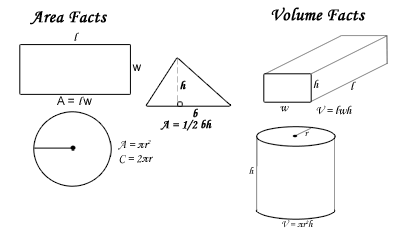 Area Facts
l
w
A = lw
h
b
A = 1/2 bh
A = πr²
C = 2πr
Volume Facts
h
l
w
V = lwh
r
h
V = πr²h